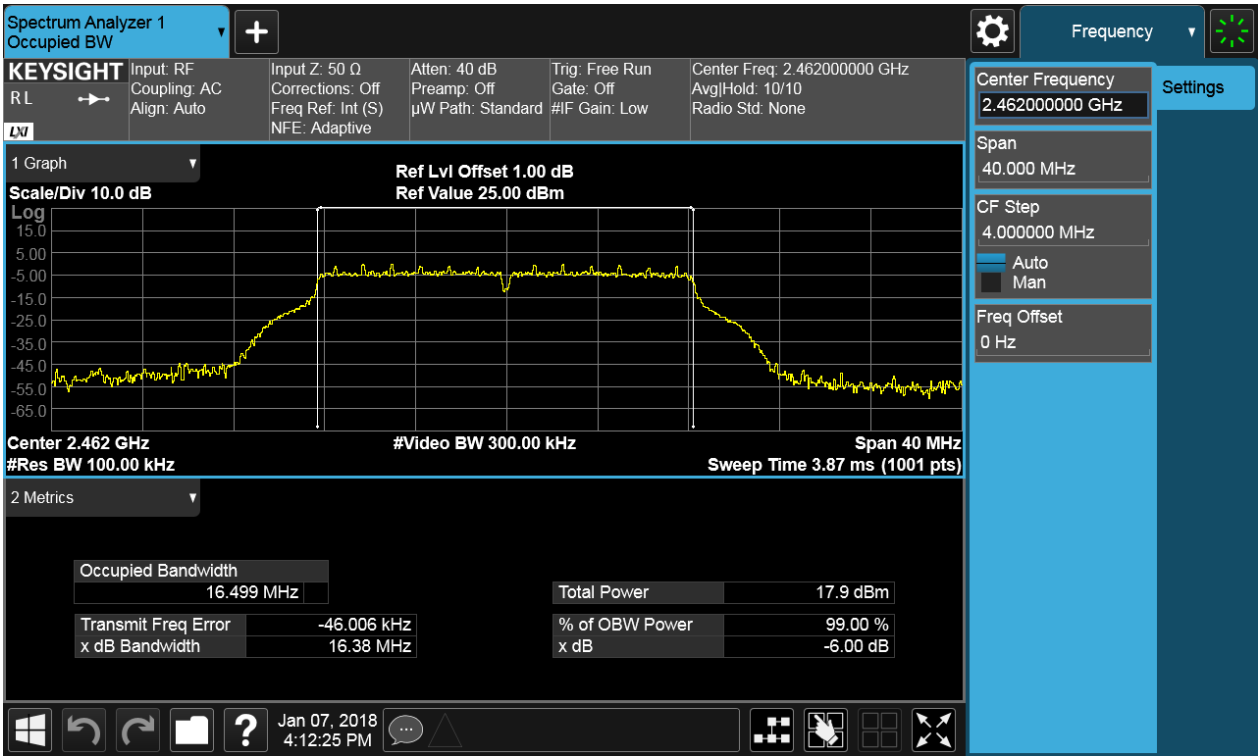 Spectrum Analyzer 1
Occupied BW
+
Frequency
KEYSIGHT
R L
LXI
Input: RF
Coupling: AC
Align: Auto
Input Z: 50 Ω
Corrections: Off
Freq Ref: Int (S)
NFE: Adaptive
Atten: 40 dB
Preamp: Off
µW Path: Standard
Trig: Free Run
Gate: Off
#IF Gain: Low
Center Freq: 2.462000000 GHz
Avg|Hold: 10/10
Radio Std: None
Center Frequency
2.462000000 GHz
Settings
Span
40.000 MHz
CF Step
4.000000 MHz
Auto
Man
Freq Offset
0 Hz
1 Graph
Scale/Div 10.0 dB
Ref Lvl Offset 1.00 dB
Ref Value 25.00 dBm
Log
15.0
5.00
-5.00
-15.0
-25.0
-35.0
-45.0
-55.0
-65.0
Center 2.462 GHz
#Video BW 300.00 kHz
Span 40 MHz
#Res BW 100.00 kHz
Sweep Time 3.87 ms (1001 pts)
2 Metrics
Occupied Bandwidth
16.499 MHz
Total Power 17.9 dBm
Transmit Freq Error -46.006 kHz
% of OBW Power 99.00 %
x dB Bandwidth 16.38 MHz
x dB -6.00 dB
?
Jan 07, 2018
4:12:25 PM